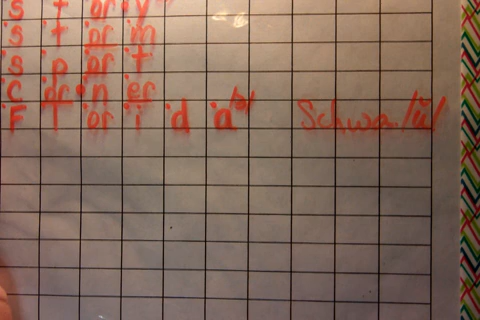 s t or y
s t or m
s p or t
c or n er
F l or i d a /ə/ Schwa /ŭ/